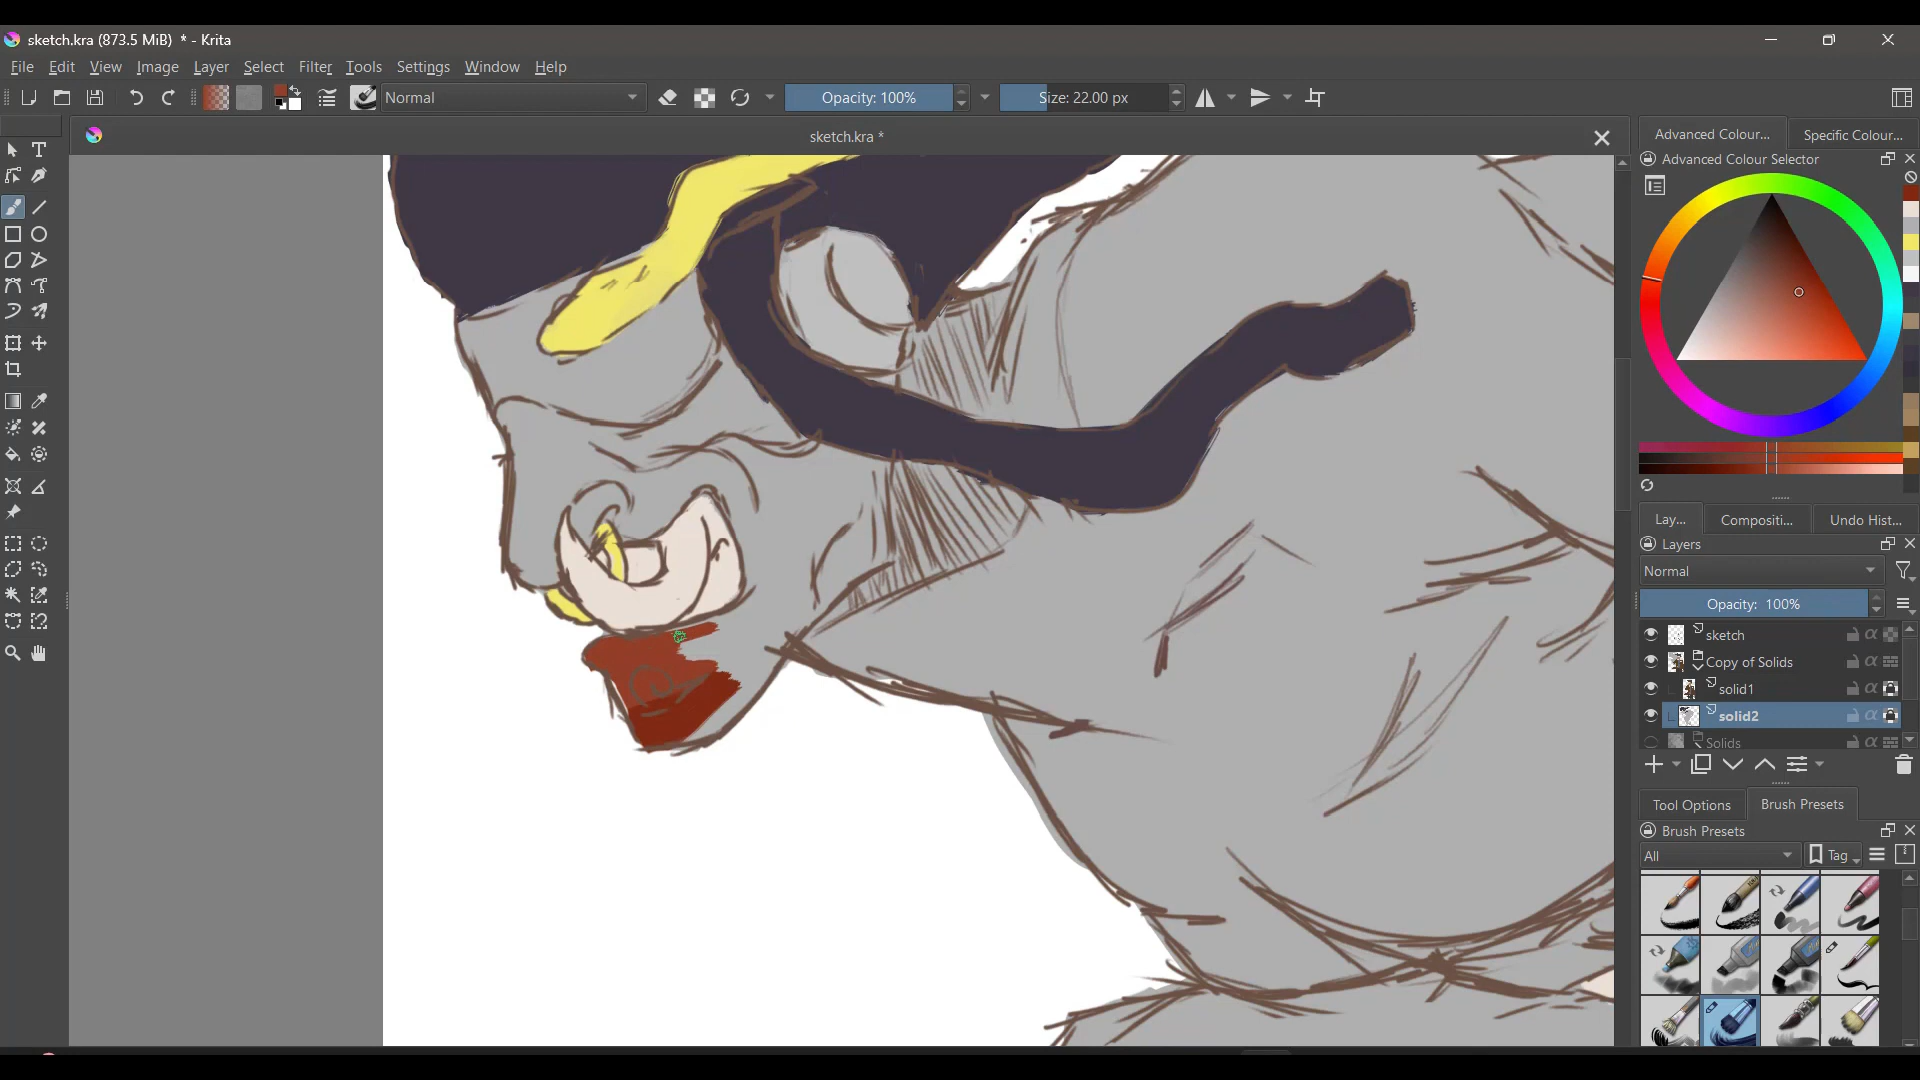 sketch.kra (873.5 MiB) * - Krita
File Edit View Image Layer Select Filter Tools Settings Window Help
Normal Opacity: 100% Size: 22.00 px
sketch.kra *
Advanced Colour... Specific Colour...
Advanced Colour Selector
Lay... Compositi... Undo Hist...
Layers
Normal
Opacity: 100%
sketch
Copy of Solids
solid1
solid2
Solids
Tool Options Brush Presets
Brush Presets
All Tag